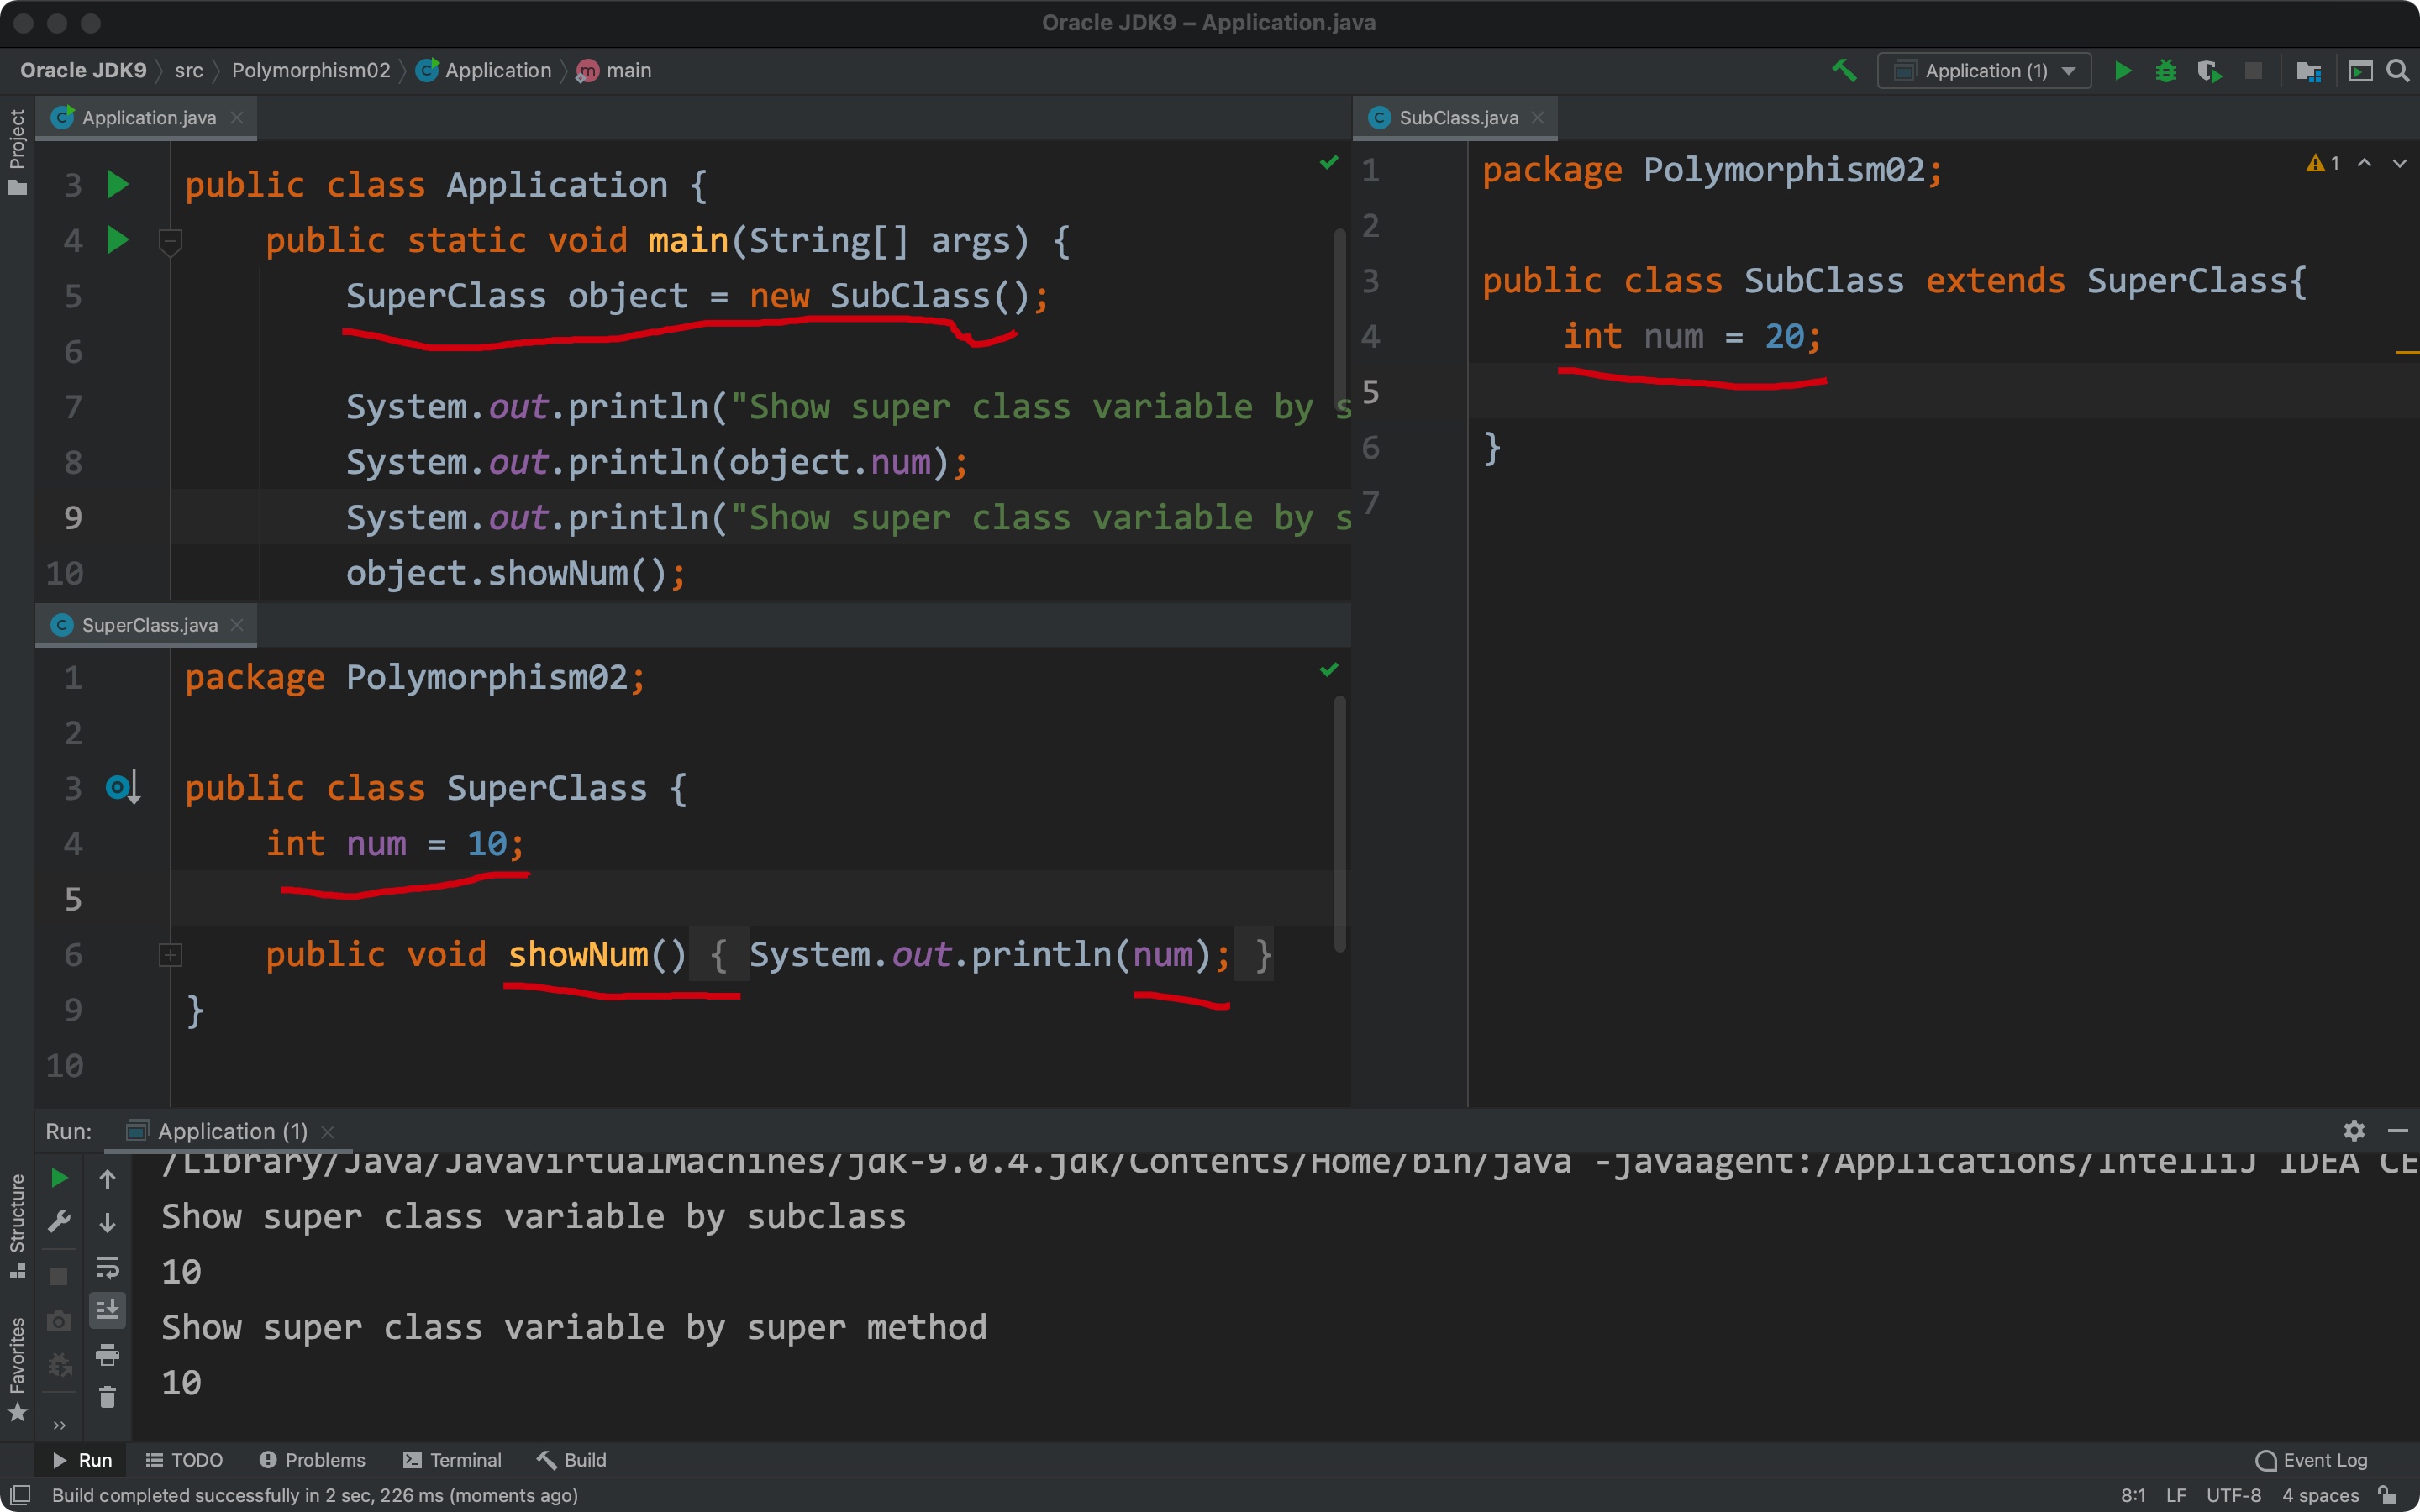 Oracle JDK9 – Application.java
Oracle JDK9 src Polymorphism02 Application main
Application (1)
Project
Application.java
3 public class Application {
4 public static void main(String[] args) {
5 SuperClass object = new SubClass();
6
7 System.out.println("Show super class variable by s
8 System.out.println(object.num);
9 System.out.println("Show super class variable by s
10 object.showNum();
SubClass.java
1
1 package Polymorphism02;
2
3 public class SubClass extends SuperClass{
4 int num = 20;
5
6 }
7
SuperClass.java
1 package Polymorphism02;
2
3 public class SuperClass {
4 int num = 10;
5
6 public void showNum() { System.out.println(num); }
9 }
10
Run: Application (1)
/Library/Java/JavaVirtualMachines/jdk-9.0.4.jdk/Contents/Home/bin/java -javaagent:/Applications/IntelliJ IDEA CE
Show super class variable by subclass
10
Show super class variable by super method
10
Structure
Favorites
Run TODO Problems Terminal Build Event Log
Build completed successfully in 2 sec, 226 ms (moments ago) 8:1 LF UTF-8 4 spaces